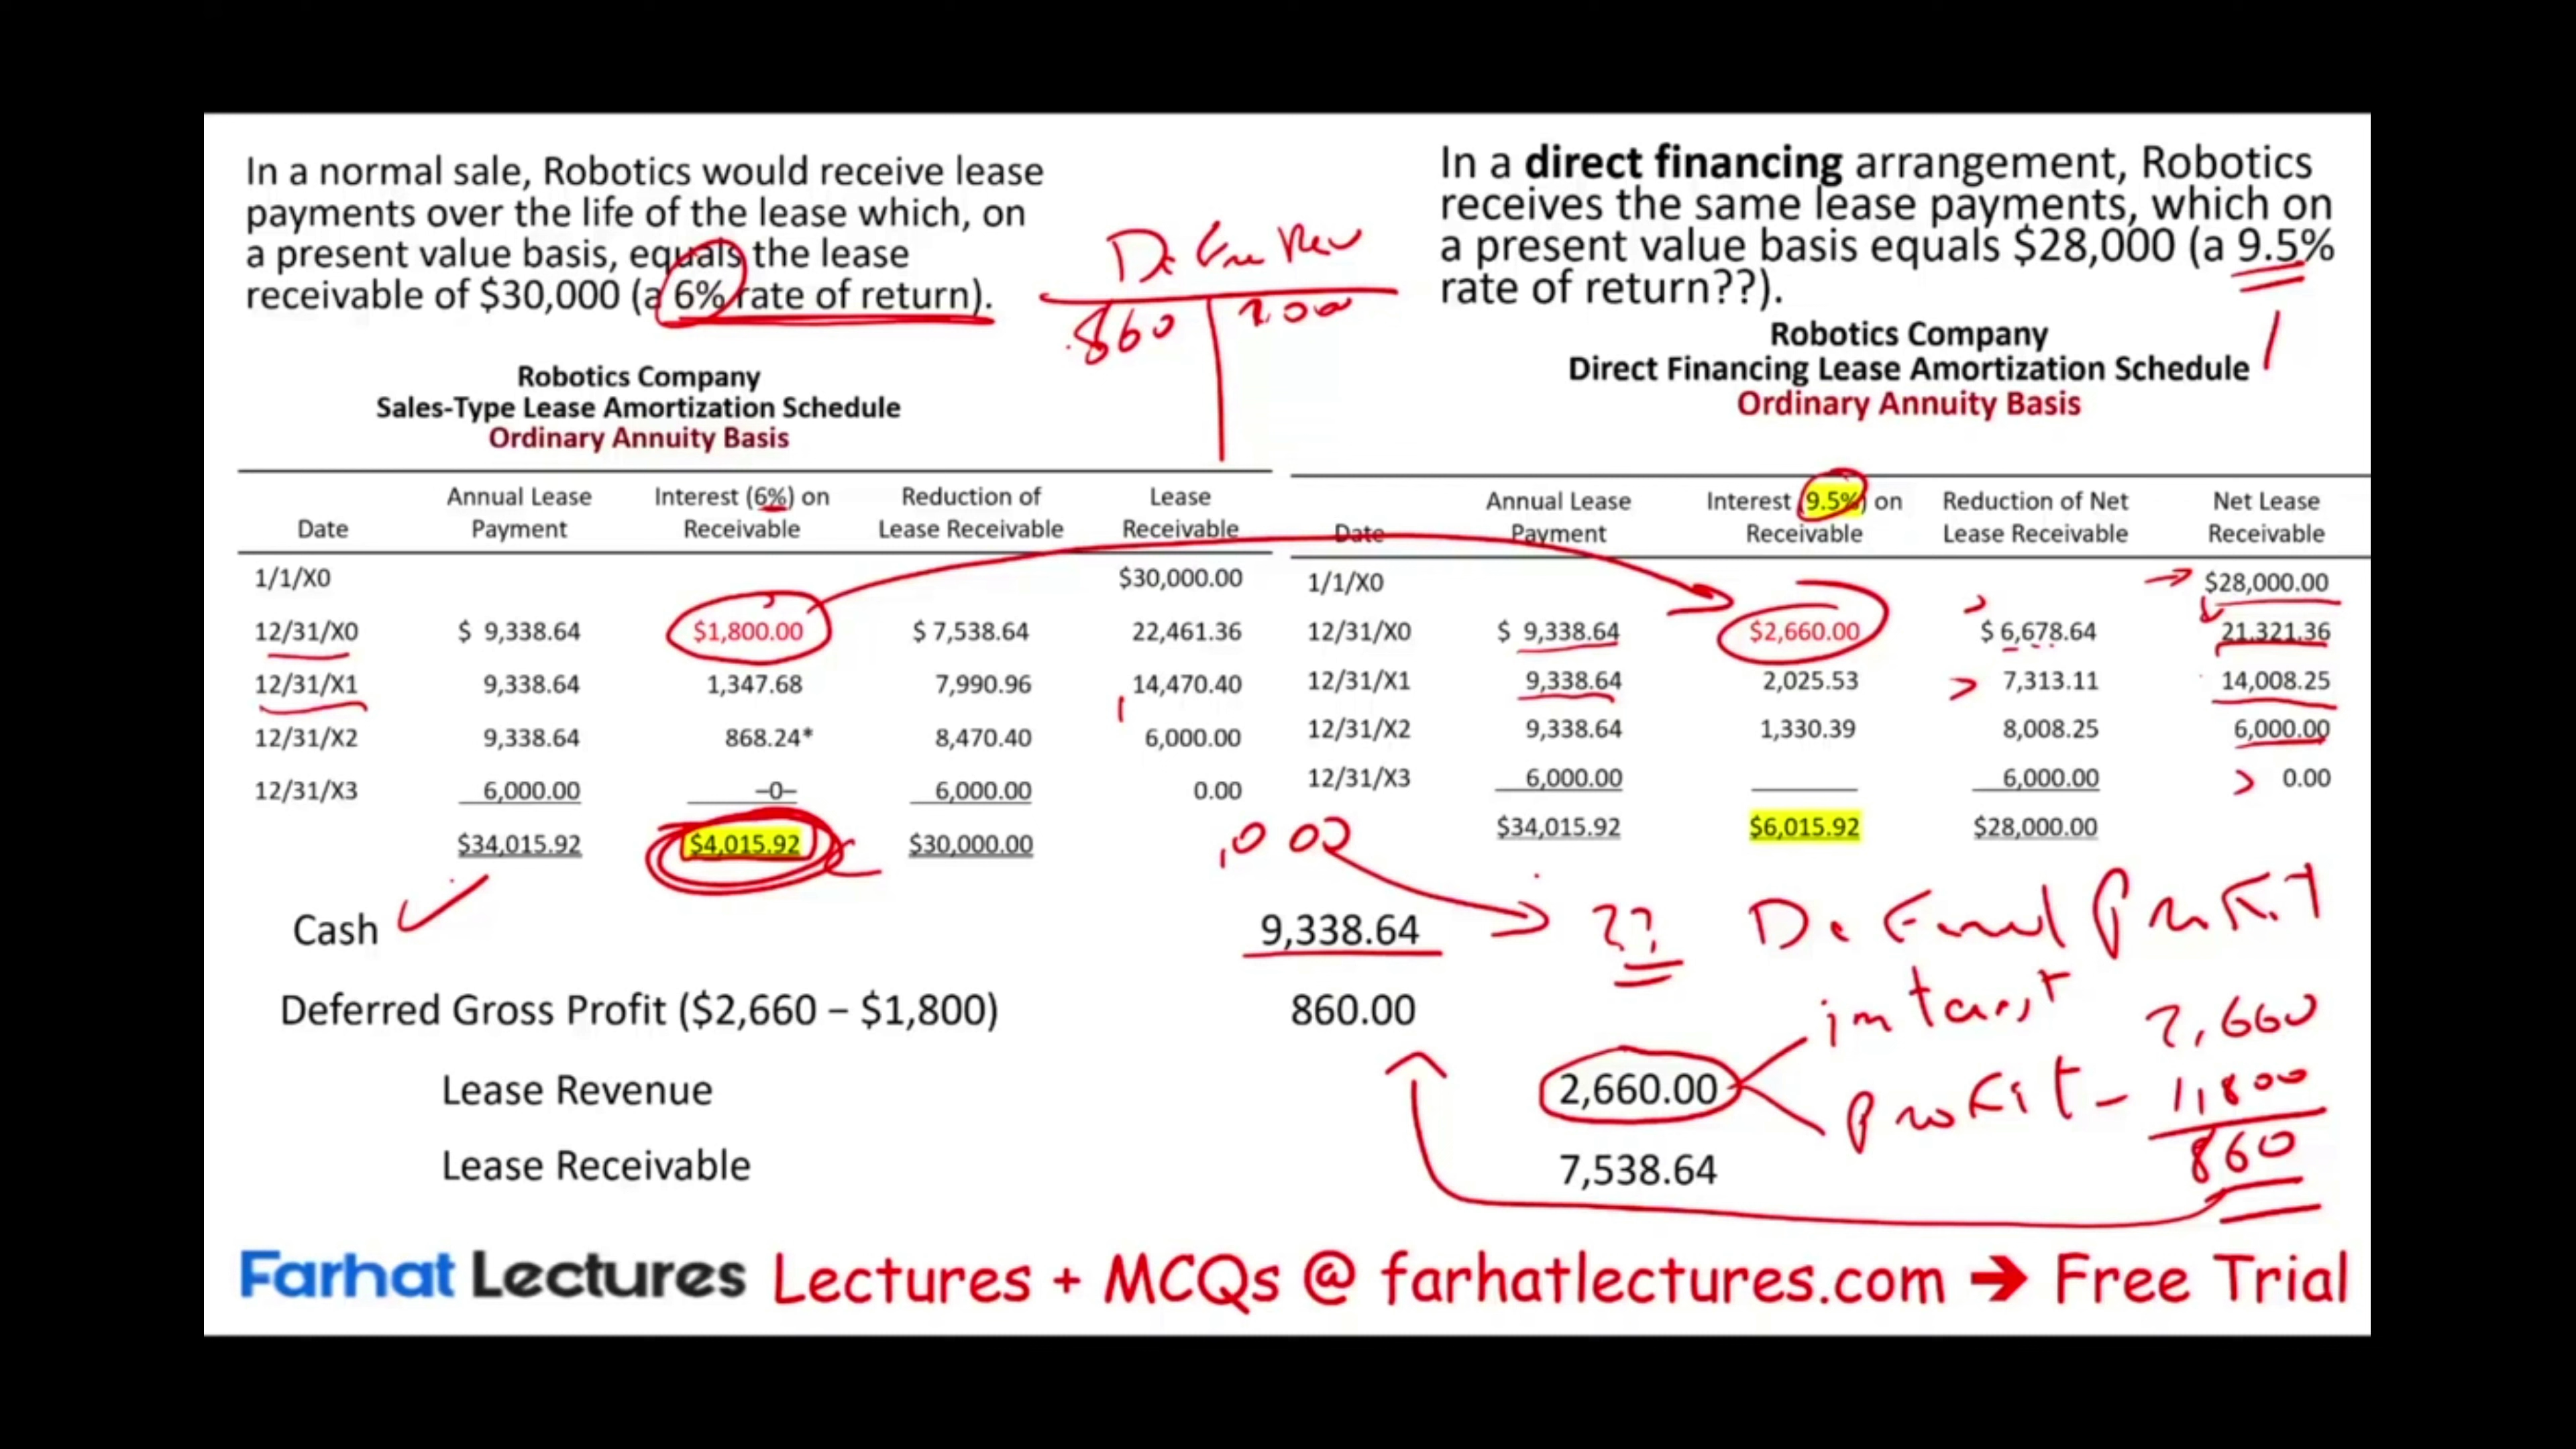 In a normal sale, Robotics would receive lease
payments over the life of the lease which, on
a present value basis, equals the lease
receivable of $30,000 (a 6% rate of return).
860
Robotics Company
Sales-Type Lease Amortization Schedule
Ordinary Annuity Basis
Date Annual Lease Payment Interest (6%) on Receivable Reduction of Lease Receivable Lease Receivable
1/1/X0 $30,000.00
12/31/X0 $ 9,338.64 $1,800.00 $ 7,538.64 22,461.36
12/31/X1 9,338.64 1,347.68 7,990.96 14,470.40
12/31/X2 9,338.64 868.24* 8,470.40 6,000.00
12/31/X3 6,000.00 –0– 6,000.00 0.00
$34,015.92 $4,015.92 $30,000.00
In a direct financing arrangement, Robotics
receives the same lease payments, which on
a present value basis equals $28,000 (a 9.5%
rate of return??).
Robotics Company
Direct Financing Lease Amortization Schedule
Ordinary Annuity Basis
Date Annual Lease Payment Interest (9.5%) on Receivable Reduction of Net Lease Receivable Net Lease Receivable
1/1/X0 $28,000.00
12/31/X0 $ 9,338.64 $2,660.00 $ 6,678.64 21.321.36
12/31/X1 9,338.64 2,025.53 7,313.11 14,008.25
12/31/X2 9,338.64 1,330.39 8,008.25 6,000.00
12/31/X3 6,000.00 6,000.00 0.00
$34,015.92 $6,015.92 $28,000.00
Cash 9,338.64 ??
Deferred Gross Profit ($2,660 – $1,800) 860.00
Lease Revenue 2,660.00
Lease Receivable 7,538.64
interest
profit
2,660
- 1,800
860
Farhat Lectures Lectures + MCQs @ farhatlectures.com ➔ Free Trial